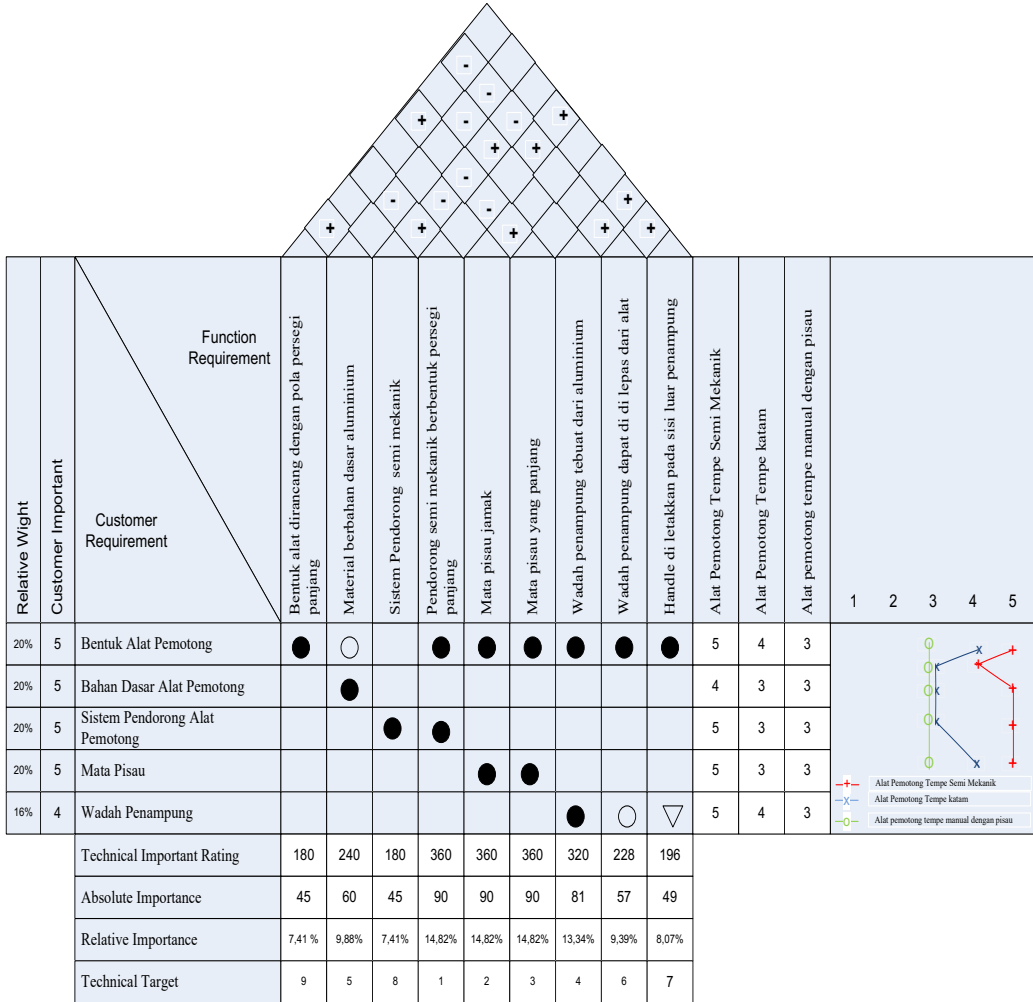 -
-
- +
+ - -
+ +
-
- - +
+ + - + + +
Function
Requirement
Customer
Requirement
Relative Wight
Customer Important
Bentuk alat dirancang dengan pola persegi
panjang
Material berbahan dasar aluminium
Sistem Pendorong semi mekanik
Pendorong semi mekanik berbentuk persegi
panjang
Mata pisau jamak
Mata pisau yang panjang
Wadah penampung tebuat dari aluminium
Wadah penampung dapat di di lepas dari alat
Handle di letakkan pada sisi luar penampung
Alat Pemotong Tempe Semi Mekanik
Alat Pemotong Tempe katam
Alat pemotong tempe manual dengan pisau
1 2 3 4 5
20% 5 Bentuk Alat Pemotong 5 4 3
20% 5 Bahan Dasar Alat Pemotong 4 3 3
20% 5 Sistem Pendorong Alat
Pemotong 5 3 3
20% 5 Mata Pisau 5 3 3
16% 4 Wadah Penampung 5 4 3
Alat Pemotong Tempe Semi Mekanik
Alat Pemotong Tempe katam
Alat pemotong tempe manual dengan pisau
Technical Important Rating 180 240 180 360 360 360 320 228 196
Absolute Importance 45 60 45 90 90 90 81 57 49
Relative Importance 7,41 % 9,88% 7,41% 14,82% 14,82% 14,82% 13,34% 9,39% 8,07%
Technical Target 9 5 8 1 2 3 4 6 7